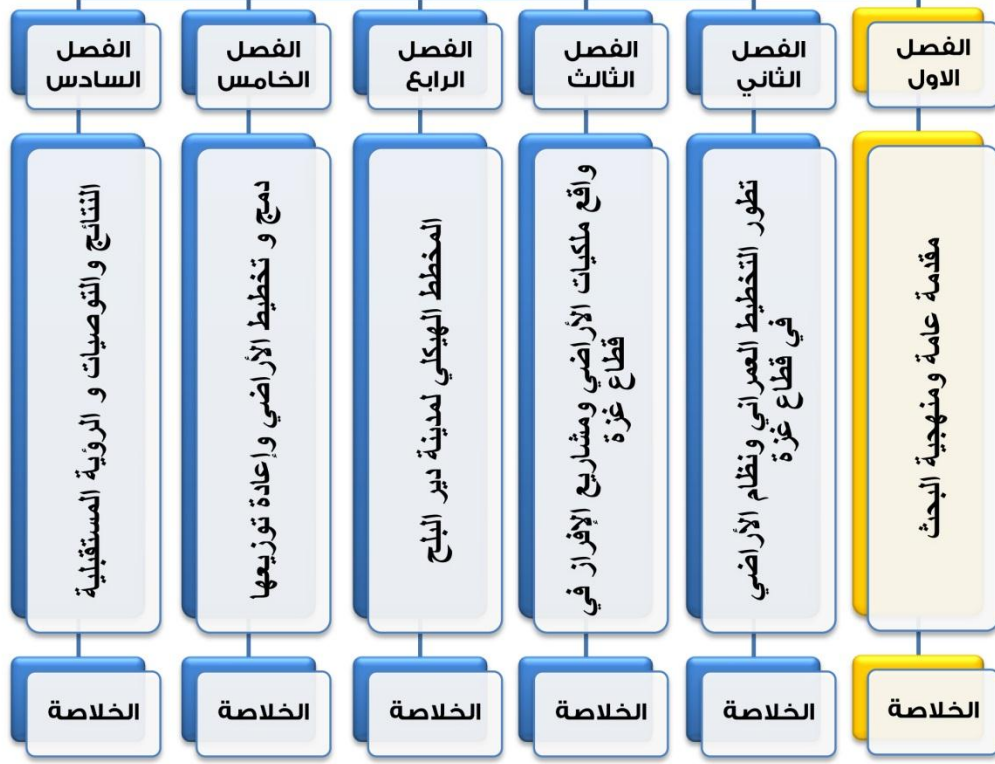 الفصل
الاول
الفصل
الثاني
الفصل
الثالث
الفصل
الرابع
الفصل
الخامس
الفصل
السادس
مقدمة عامة ومنهجية البحث
تطور التخطيط العمراني ونظام الأراضي
في قطاع غزة
واقع ملكيات الأراضي ومشاريع الإفراز في
قطاع غزة
المخطط الهيكلي لمدينة دير البلح
دمج و تخطيط الأراضي وإعادة توزيعها
النتائج والتوصيات و الرؤية المستقبلية
الخلاصة
الخلاصة
الخلاصة
الخلاصة
الخلاصة
الخلاصة